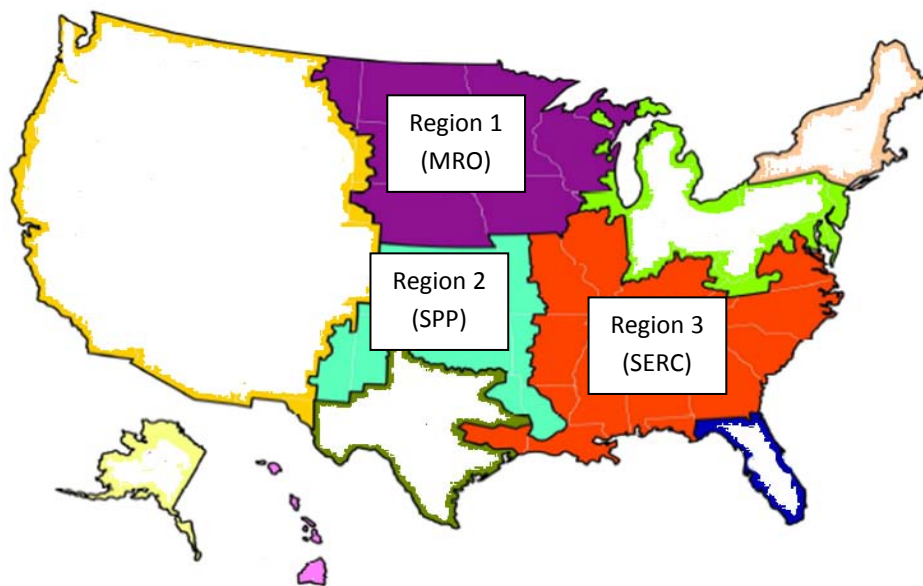 Region 1
(MRO)
Region 2
(SPP)
Region 3
(SERC)